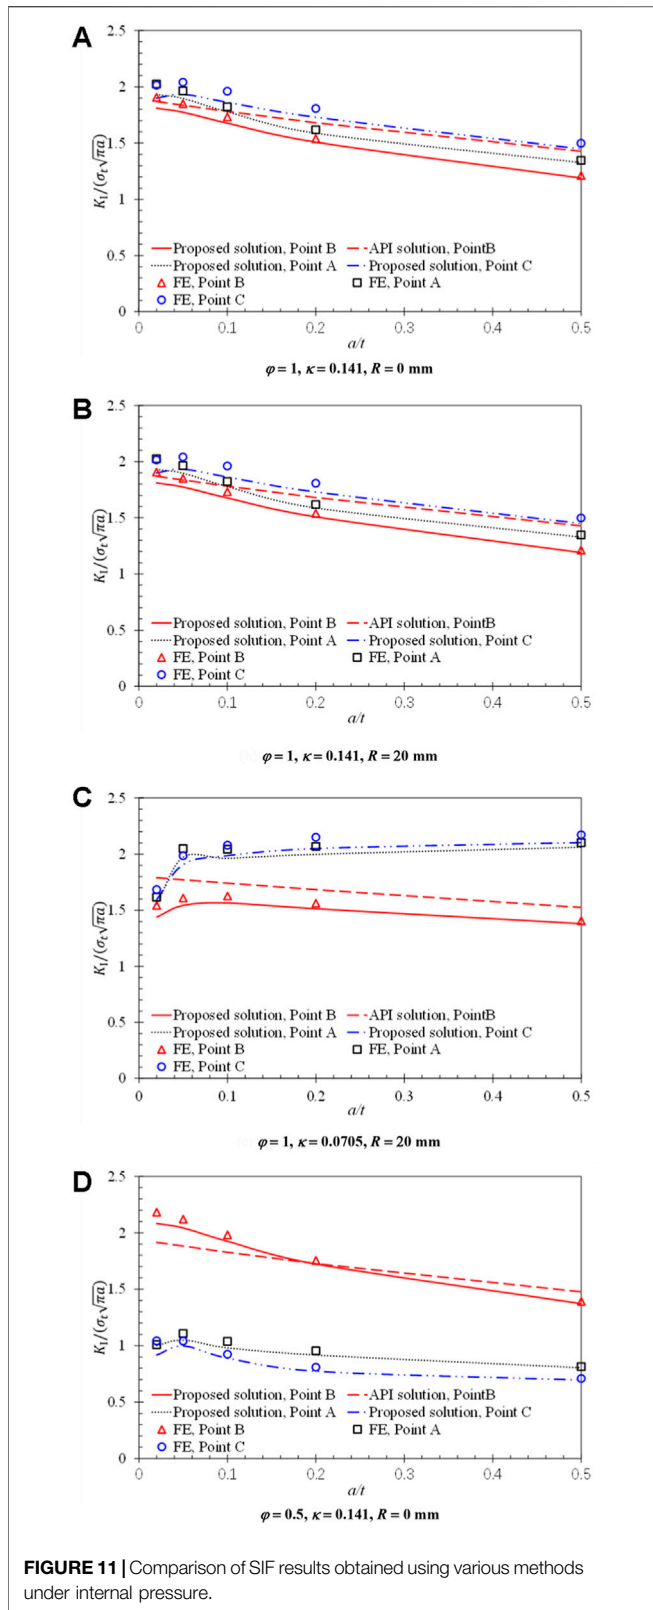 A
2.5
2
1.5
1
0.5
0
K_I/(σ_t√πa)
Proposed solution, Point B
API solution, PointB
Proposed solution, Point A
Proposed solution, Point C
FE, Point B
FE, Point A
FE, Point C
0 0.1 0.2 0.3 0.4 0.5
a/t
φ = 1, κ = 0.141, R = 0 mm
B
2.5
2
1.5
1
0.5
0
K_I/(σ_t√πa)
Proposed solution, Point B
API solution, PointB
Proposed solution, Point A
Proposed solution, Point C
FE, Point B
FE, Point A
FE, Point C
0 0.1 0.2 0.3 0.4 0.5
a/t
φ = 1, κ = 0.141, R = 20 mm
C
2.5
2
1.5
1
0.5
0
K_I/(σ_t√πa)
Proposed solution, Point B
API solution, PointB
Proposed solution, Point A
Proposed solution, Point C
FE, Point B
FE, Point A
FE, Point C
0 0.1 0.2 0.3 0.4 0.5
a/t
φ = 1, κ = 0.0705, R = 20 mm
D
2.5
2
1.5
1
0.5
0
K_I/(σ_t√πa)
Proposed solution, Point B
API solution, PointB
Proposed solution, Point A
Proposed solution, Point C
FE, Point B
FE, Point A
FE, Point C
0 0.1 0.2 0.3 0.4 0.5
a/t
φ = 0.5, κ = 0.141, R = 0 mm
FIGURE 11 | Comparison of SIF results obtained using various methods
under internal pressure.